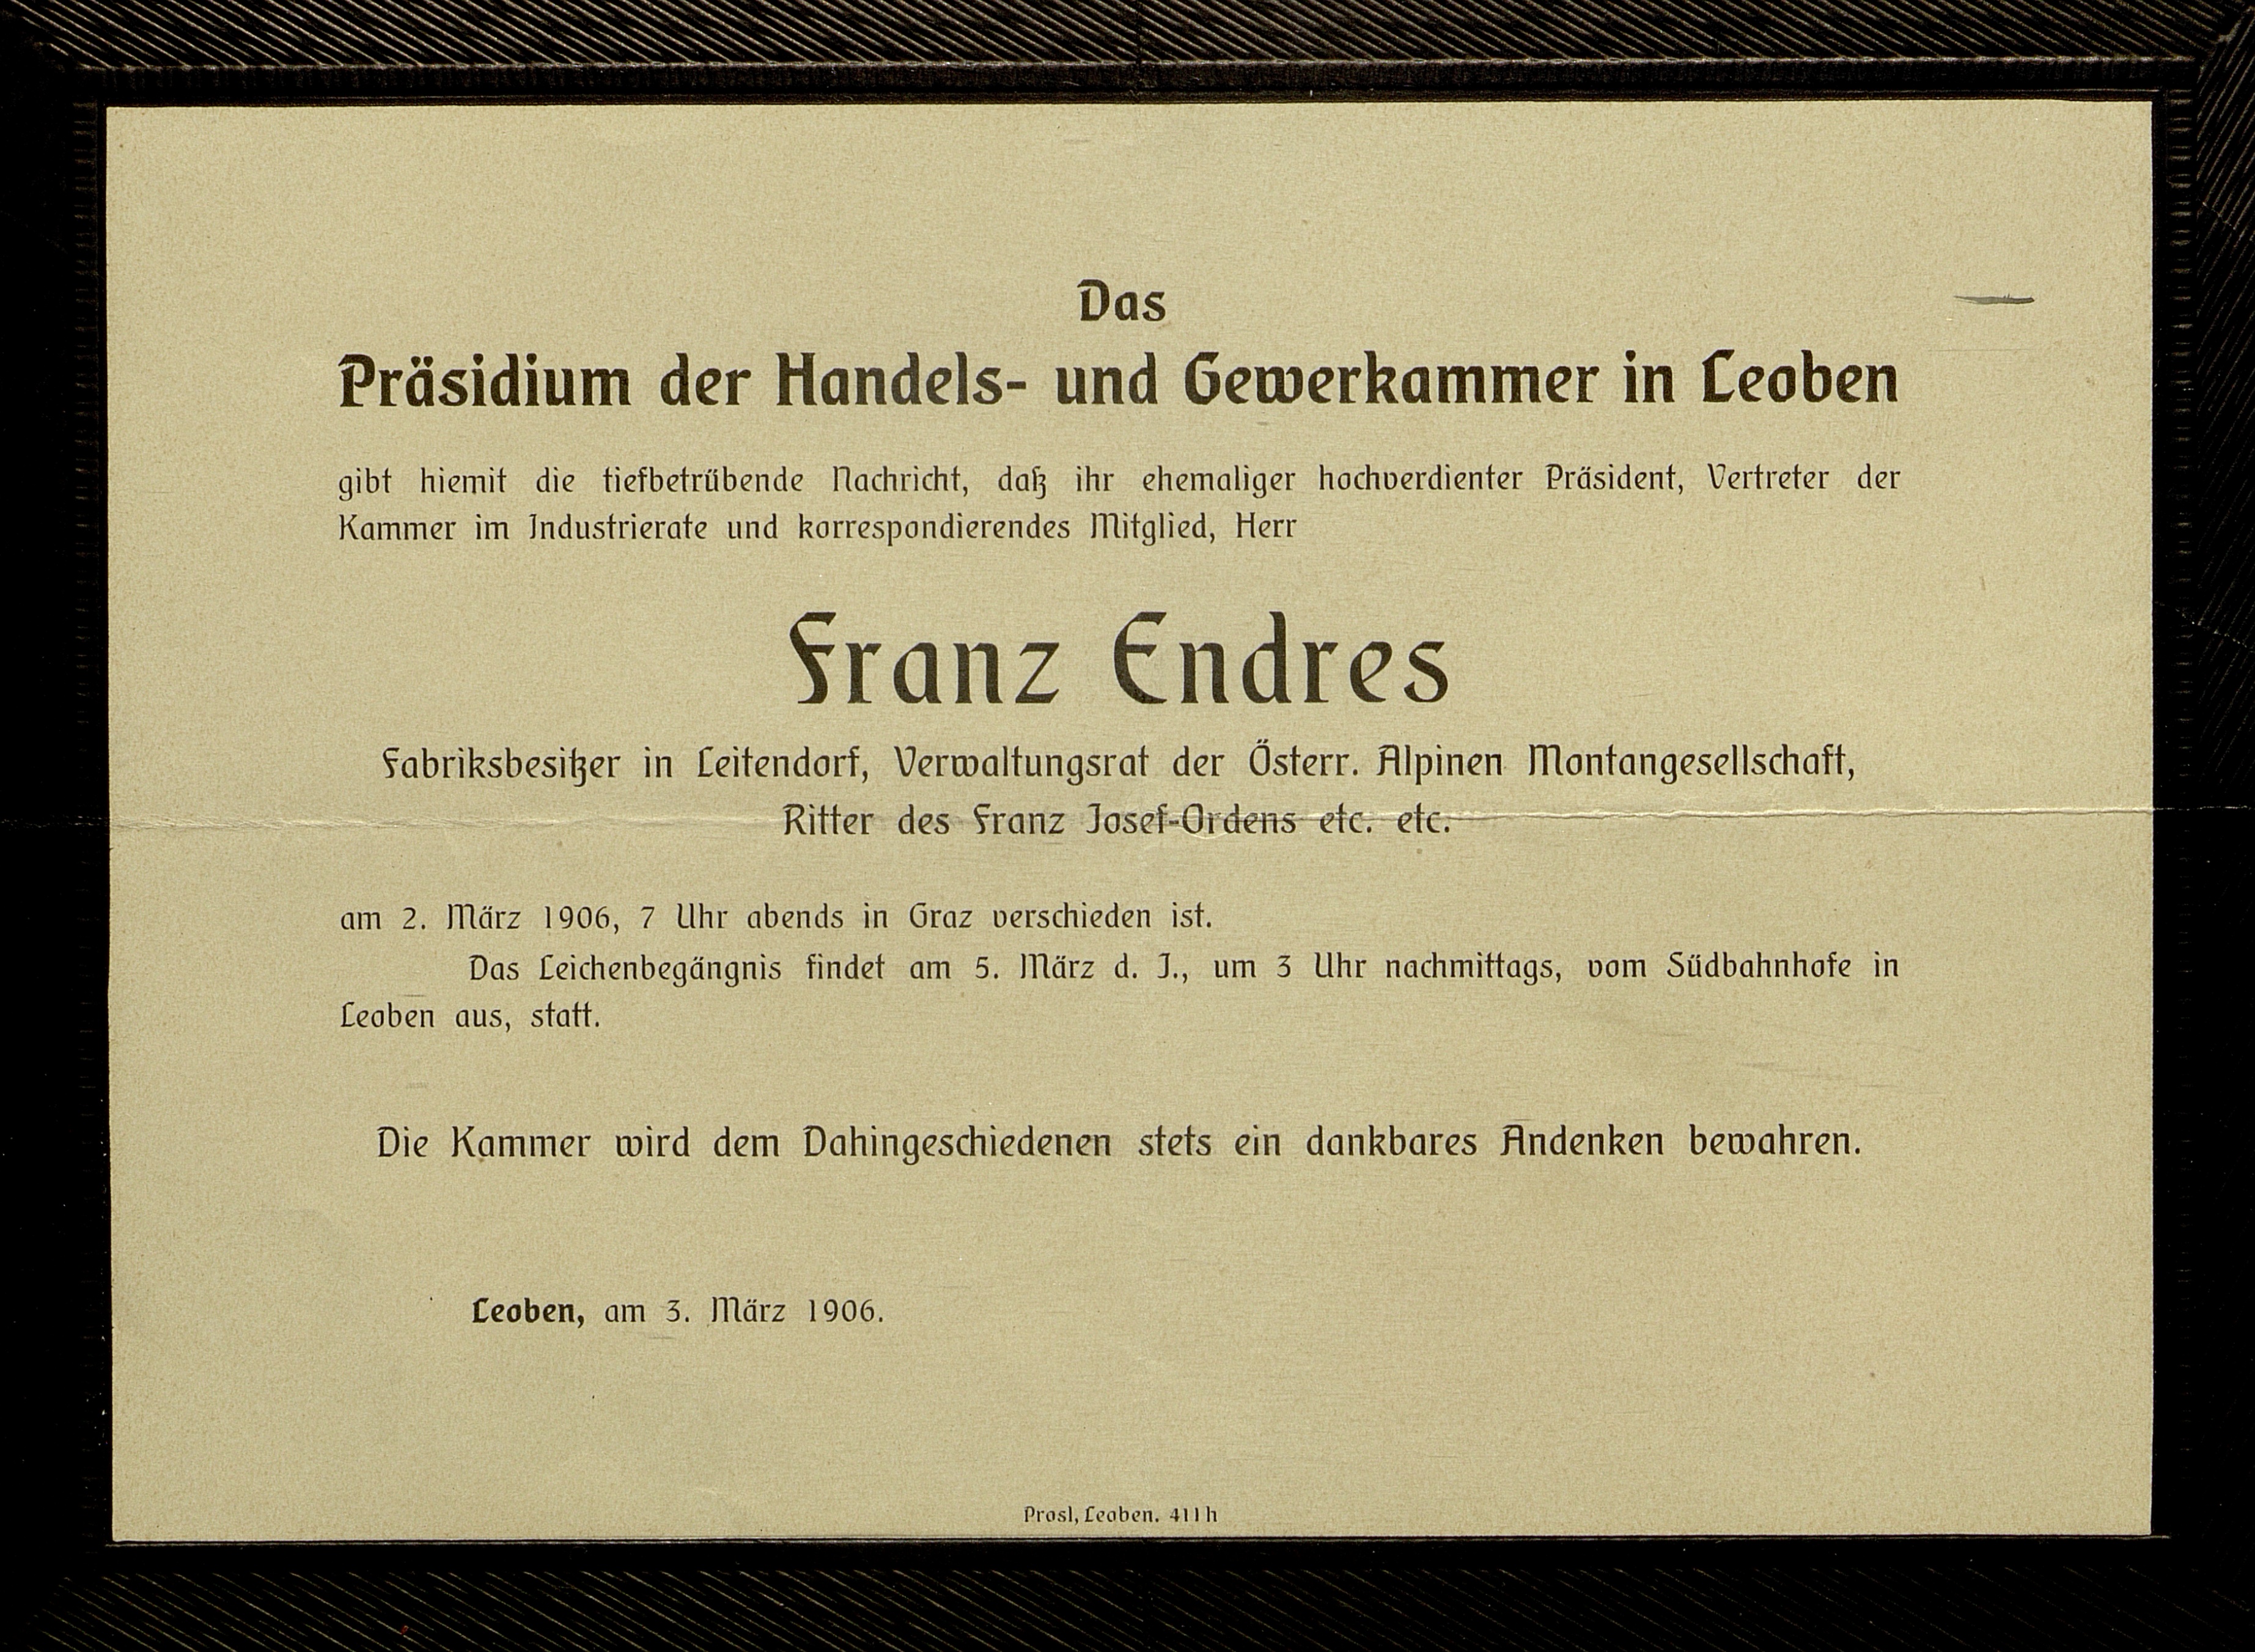 Das
Präsidium der Handels- und Gewerkammer in Leoben
gibt hiemit die tiefbetrübende Nachricht, daß ihr ehemaliger hochverdienter Präsident, Vertreter der
Kammer im Industrierate und korrespondierendes Mitglied, Herr
Franz Endres
Fabriksbesitzer in Leitendorf, Verwaltungsrat der Österr. Alpinen Montangesellschaft,
Ritter des Franz Josef-Ordens etc. etc.
am 2. März 1906, 7 Uhr abends in Graz verschieden ist.
Das Leichenbegängnis findet am 5. März d. J., um 3 Uhr nachmittags, vom Südbahnhofe in
Leoben aus, statt.
Die Kammer wird dem Dahingeschiedenen stets ein dankbares Andenken bewahren.
Leoben, am 3. März 1906.
Prosl, Leoben. 411 h